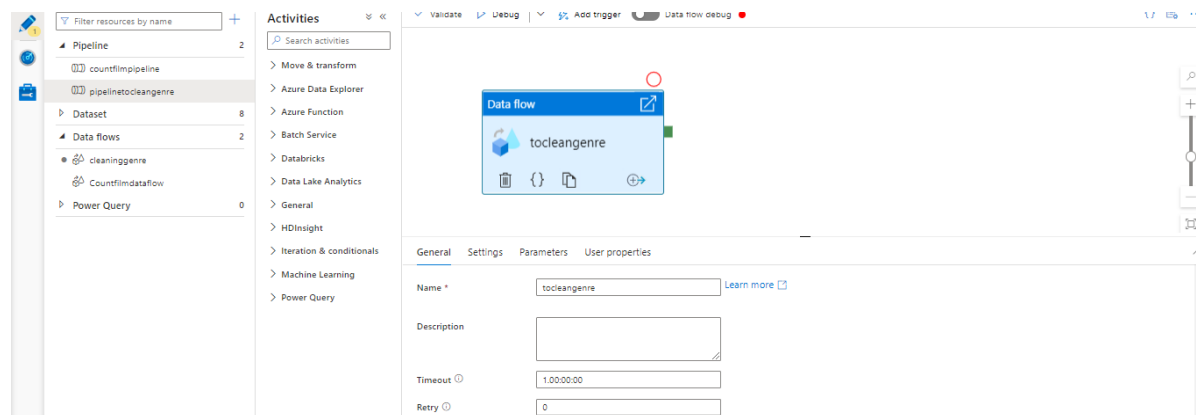 Validate Debug Add trigger Data flow debug
Filter resources by name
Pipeline 2
countfilmpipeline
pipelinetocleangenre
Dataset 8
Data flows 2
cleaninggenre
Countfilmdataflow
Power Query 0
1
Activities
Search activities
Move & transform
Azure Data Explorer
Azure Function
Batch Service
Databricks
Data Lake Analytics
General
HDInsight
Iteration & conditionals
Machine Learning
Power Query
Data flow
tocleangenre
{}
General Settings Parameters User properties
Name * tocleangenre Learn more
Description
Timeout 1.00:00:00
Retry 0